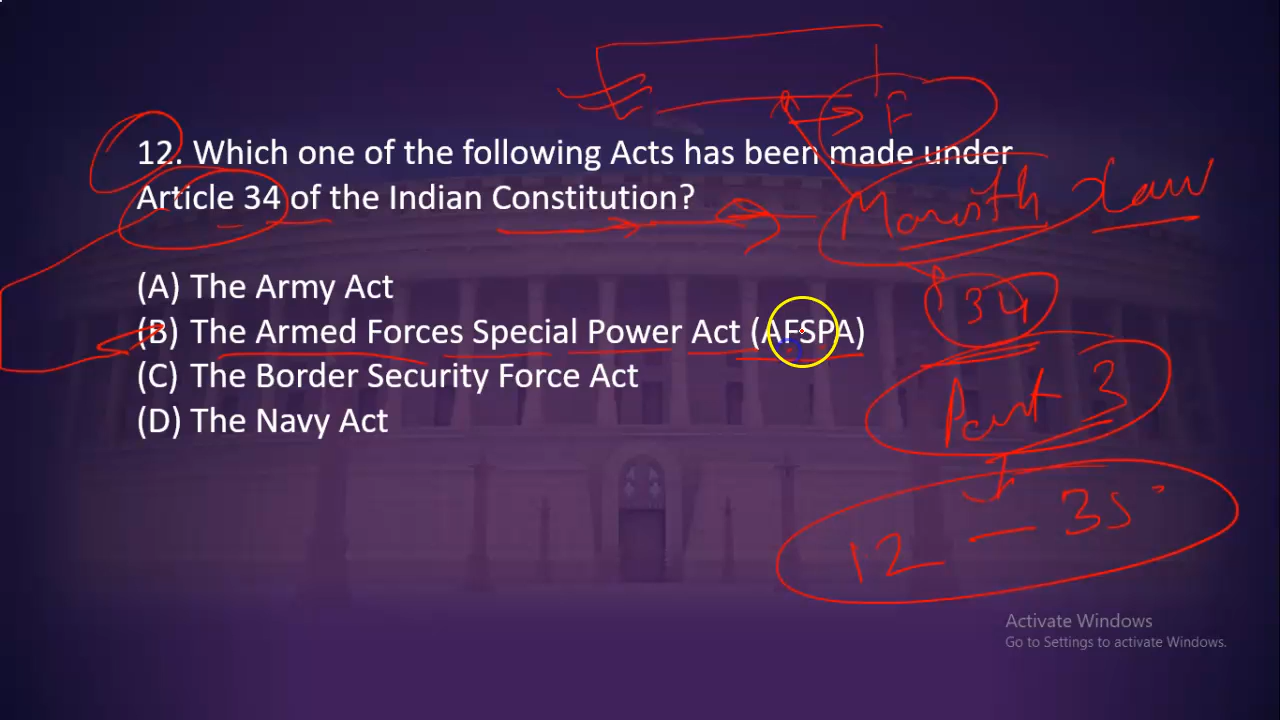 12. Which one of the following Acts has been made under
Article 34 of the Indian Constitution?
(A) The Army Act
(B) The Armed Forces Special Power Act (AFSPA)
(C) The Border Security Force Act
(D) The Navy Act
F
Law
34
Part 3
12 – 35
Activate Windows
Go to Settings to activate Windows.